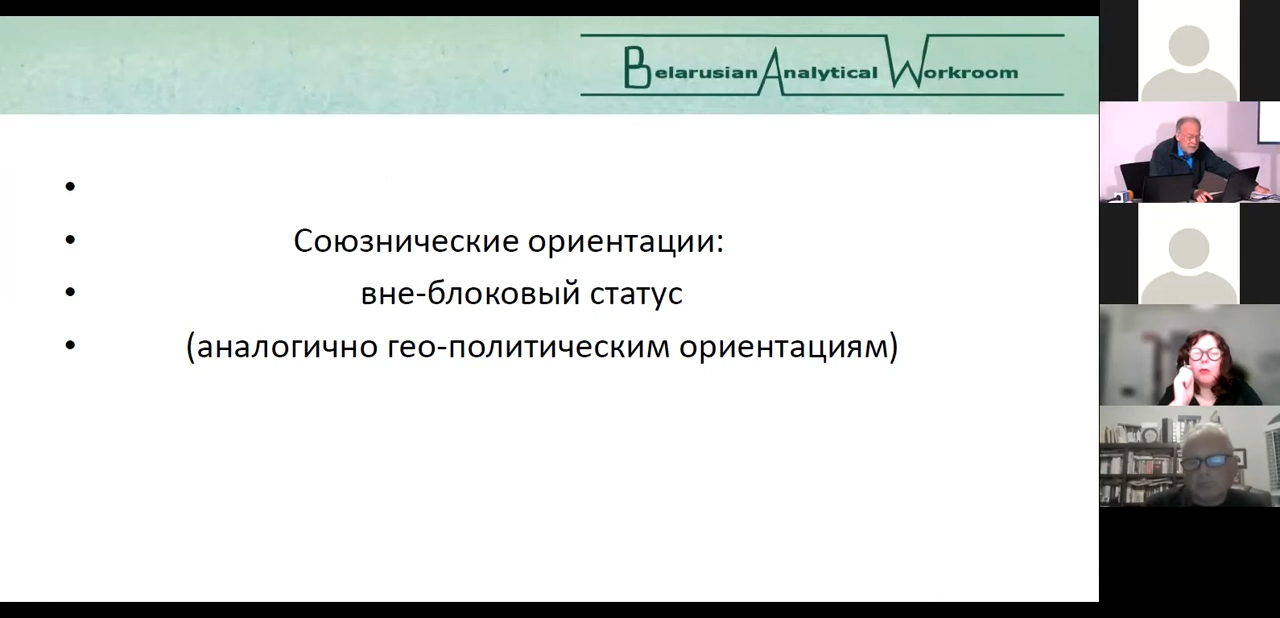 Belarusian Analytical Workroom
Союзнические ориентации:
вне-блоковый статус
(аналогично гео-политическим ориентациям)